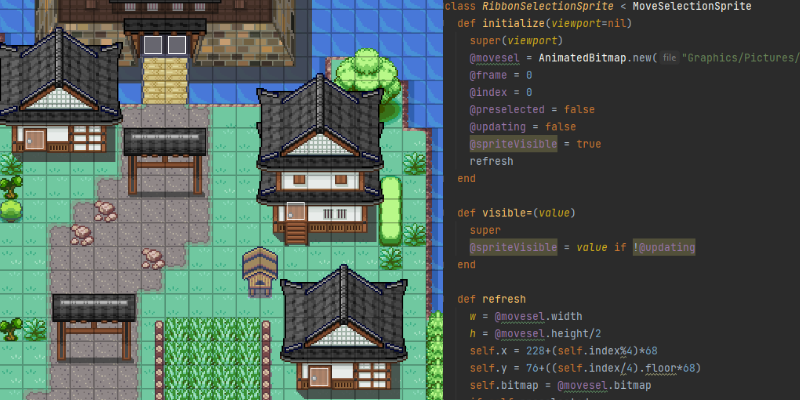 class RibbonSelectionSprite < MoveSelectionSprite
def initialize(viewport=nil)
super(viewport)
@movesel = AnimatedBitmap.new( file "Graphics/Pictures/
@frame = 0
@index = 0
@preselected = false
@updating = false
@spriteVisible = true
refresh
end
def visible=(value)
super
@spriteVisible = value if !@updating
end
def refresh
w = @movesel.width
h = @movesel.height/2
self.x = 228+(self.index%4)*68
self.y = 76+((self.index/4).floor*68)
self.bitmap = @movesel.bitmap